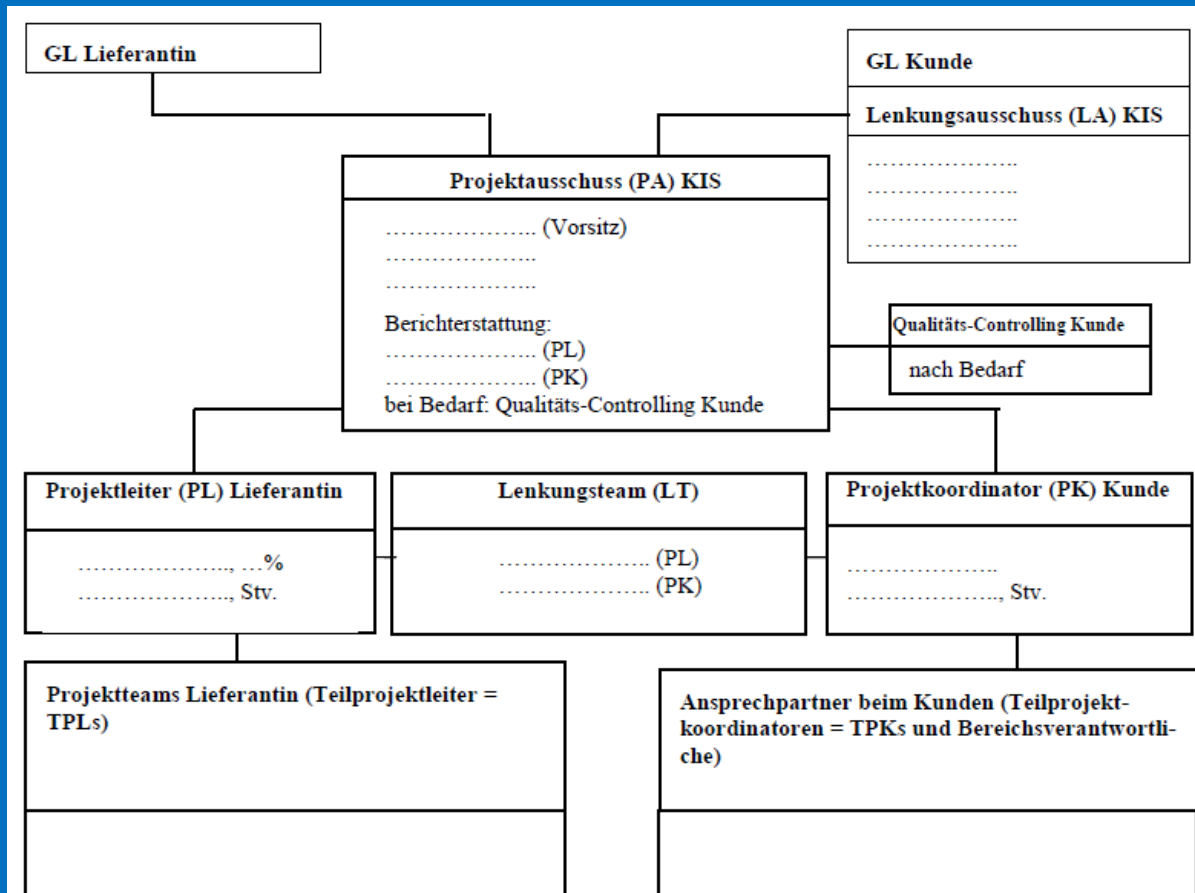 GL Lieferantin
GL Kunde
Lenkungsausschuss (LA) KIS
………………..
………………..
………………..
………………..
Projektausschuss (PA) KIS
……………….. (Vorsitz)
………………..
………………..
Berichterstattung:
……………….. (PL)
……………….. (PK)
bei Bedarf: Qualitäts-Controlling Kunde
Qualitäts-Controlling Kunde
nach Bedarf
Projektleiter (PL) Lieferantin
……………….., …%
……………….., Stv.
Lenkungsteam (LT)
……………….. (PL)
……………….. (PK)
Projektkoordinator (PK) Kunde
………………..
……………….., Stv.
Projektteams Lieferantin (Teilprojektleiter =
TPLs)
Ansprechpartner beim Kunden (Teilprojekt-
koordinatoren = TPKs und Bereichsverantwortli-
che)